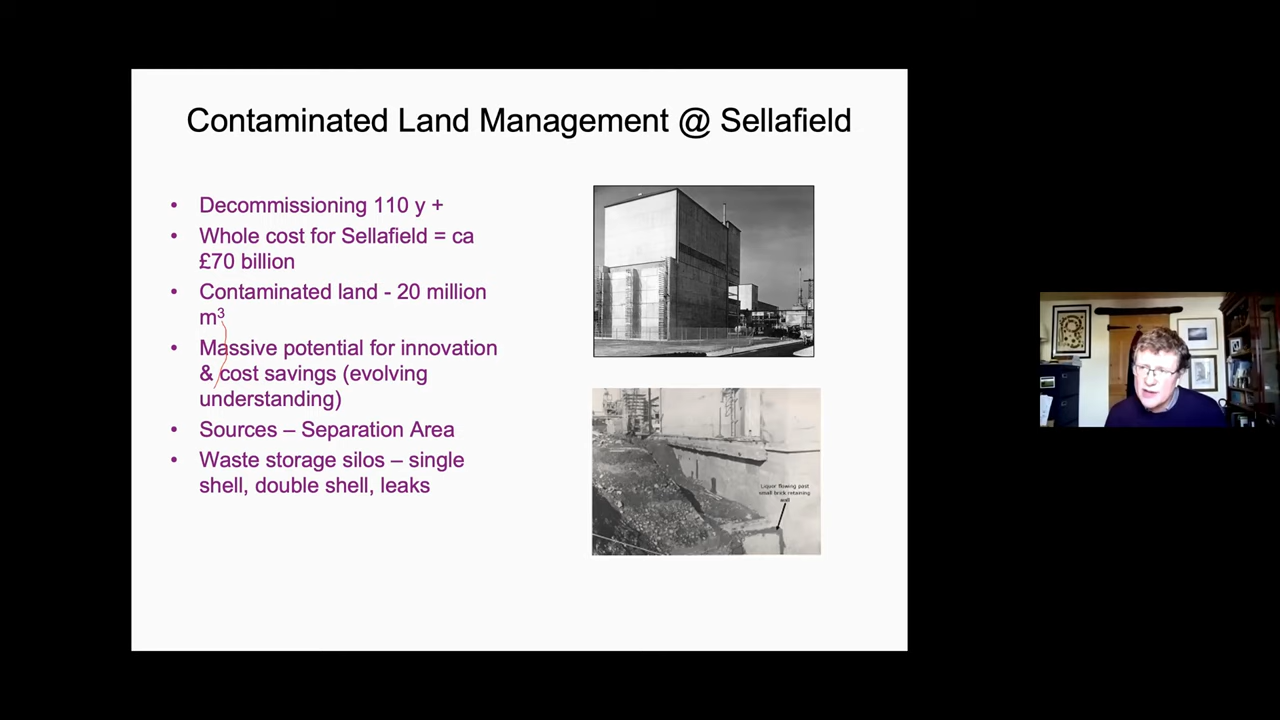 Contaminated Land Management @ Sellafield
• Decommissioning 110 y +
• Whole cost for Sellafield = ca
£70 billion
• Contaminated land - 20 million
m³
• Massive potential for innovation
& cost savings (evolving
understanding)
• Sources – Separation Area
• Waste storage silos – single
shell, double shell, leaks
Liquor flowing past
small brick retaining
wall